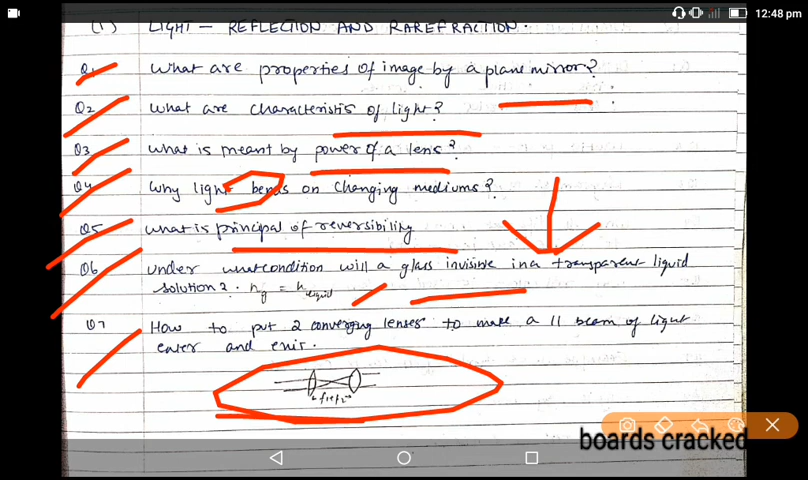 12:48 pm
(1) LIGHT — REFLECTION AND RAREFRACTION.
Q1 What are properties of image by a plane mirror?
Q2 What are characteristis of light?
Q3 What is meant by power of a lens?
Q4 Why light bends on changing mediums?
Q5 What is principal of reversibility
Q6 Under what condition will a glass invisible in a transparent liquid
solution? ng = nliquid
Q7 How to put 2 converging lenses to make a || beam of light
enter and exit.
f1+f2
boards cracked